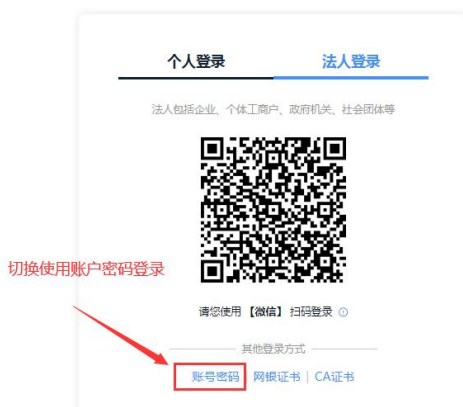 个人登录 法人登录
法人包括企业、个体工商户、政府机关、社会团体等
切换使用账户密码登录
请您使用 【微信】 扫码登录
其他登录方式
账号密码 | 网银证书 | CA证书